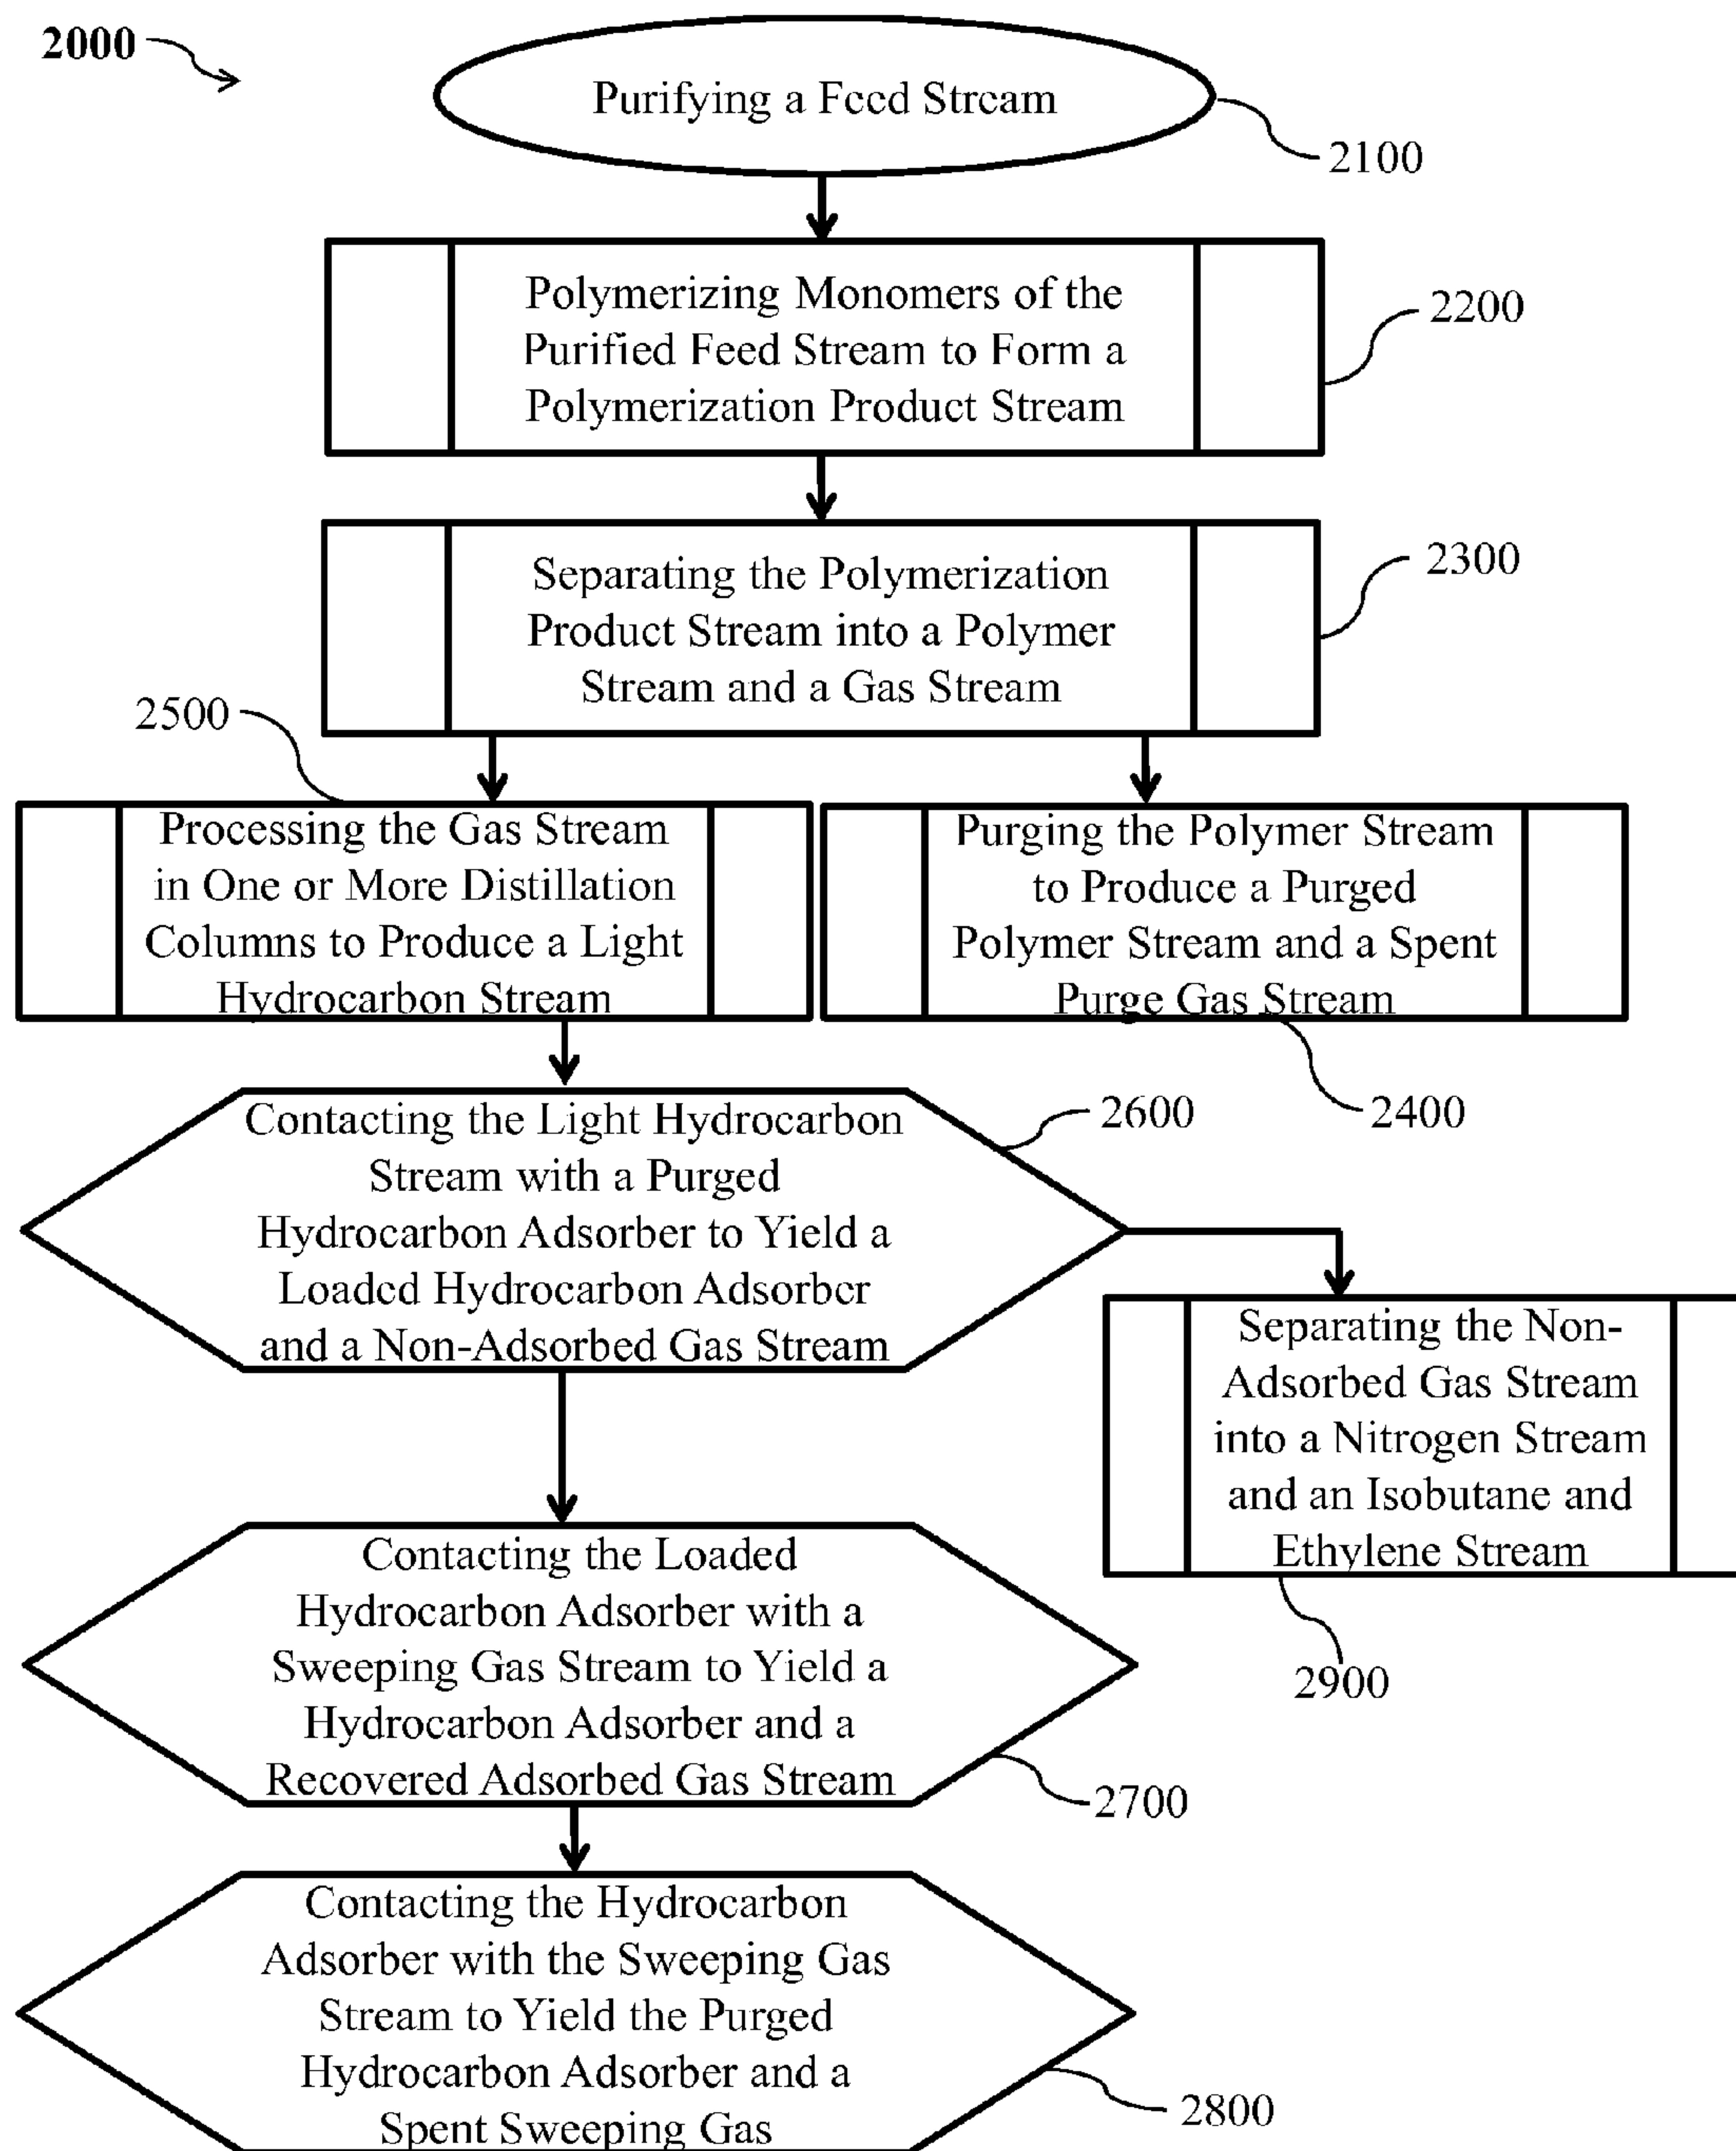 2000
Purifying a Feed Stream
2100
Polymerizing Monomers of the
Purified Feed Stream to Form a
Polymerization Product Stream
2200
Separating the Polymerization
Product Stream into a Polymer
Stream and a Gas Stream
2300
2500
Processing the Gas Stream
in One or More Distillation
Columns to Produce a Light
Hydrocarbon Stream
Purging the Polymer Stream
to Produce a Purged
Polymer Stream and a Spent
Purge Gas Stream
2400
Contacting the Light Hydrocarbon
Stream with a Purged
Hydrocarbon Adsorber to Yield a
Loaded Hydrocarbon Adsorber
and a Non-Adsorbed Gas Stream
2600
Separating the Non-
Adsorbed Gas Stream
into a Nitrogen Stream
and an Isobutane and
Ethylene Stream
2900
Contacting the Loaded
Hydrocarbon Adsorber with a
Sweeping Gas Stream to Yield a
Hydrocarbon Adsorber and a
Recovered Adsorbed Gas Stream
2700
Contacting the Hydrocarbon
Adsorber with the Sweeping Gas
Stream to Yield the Purged
Hydrocarbon Adsorber and a
Spent Sweeping Gas
2800